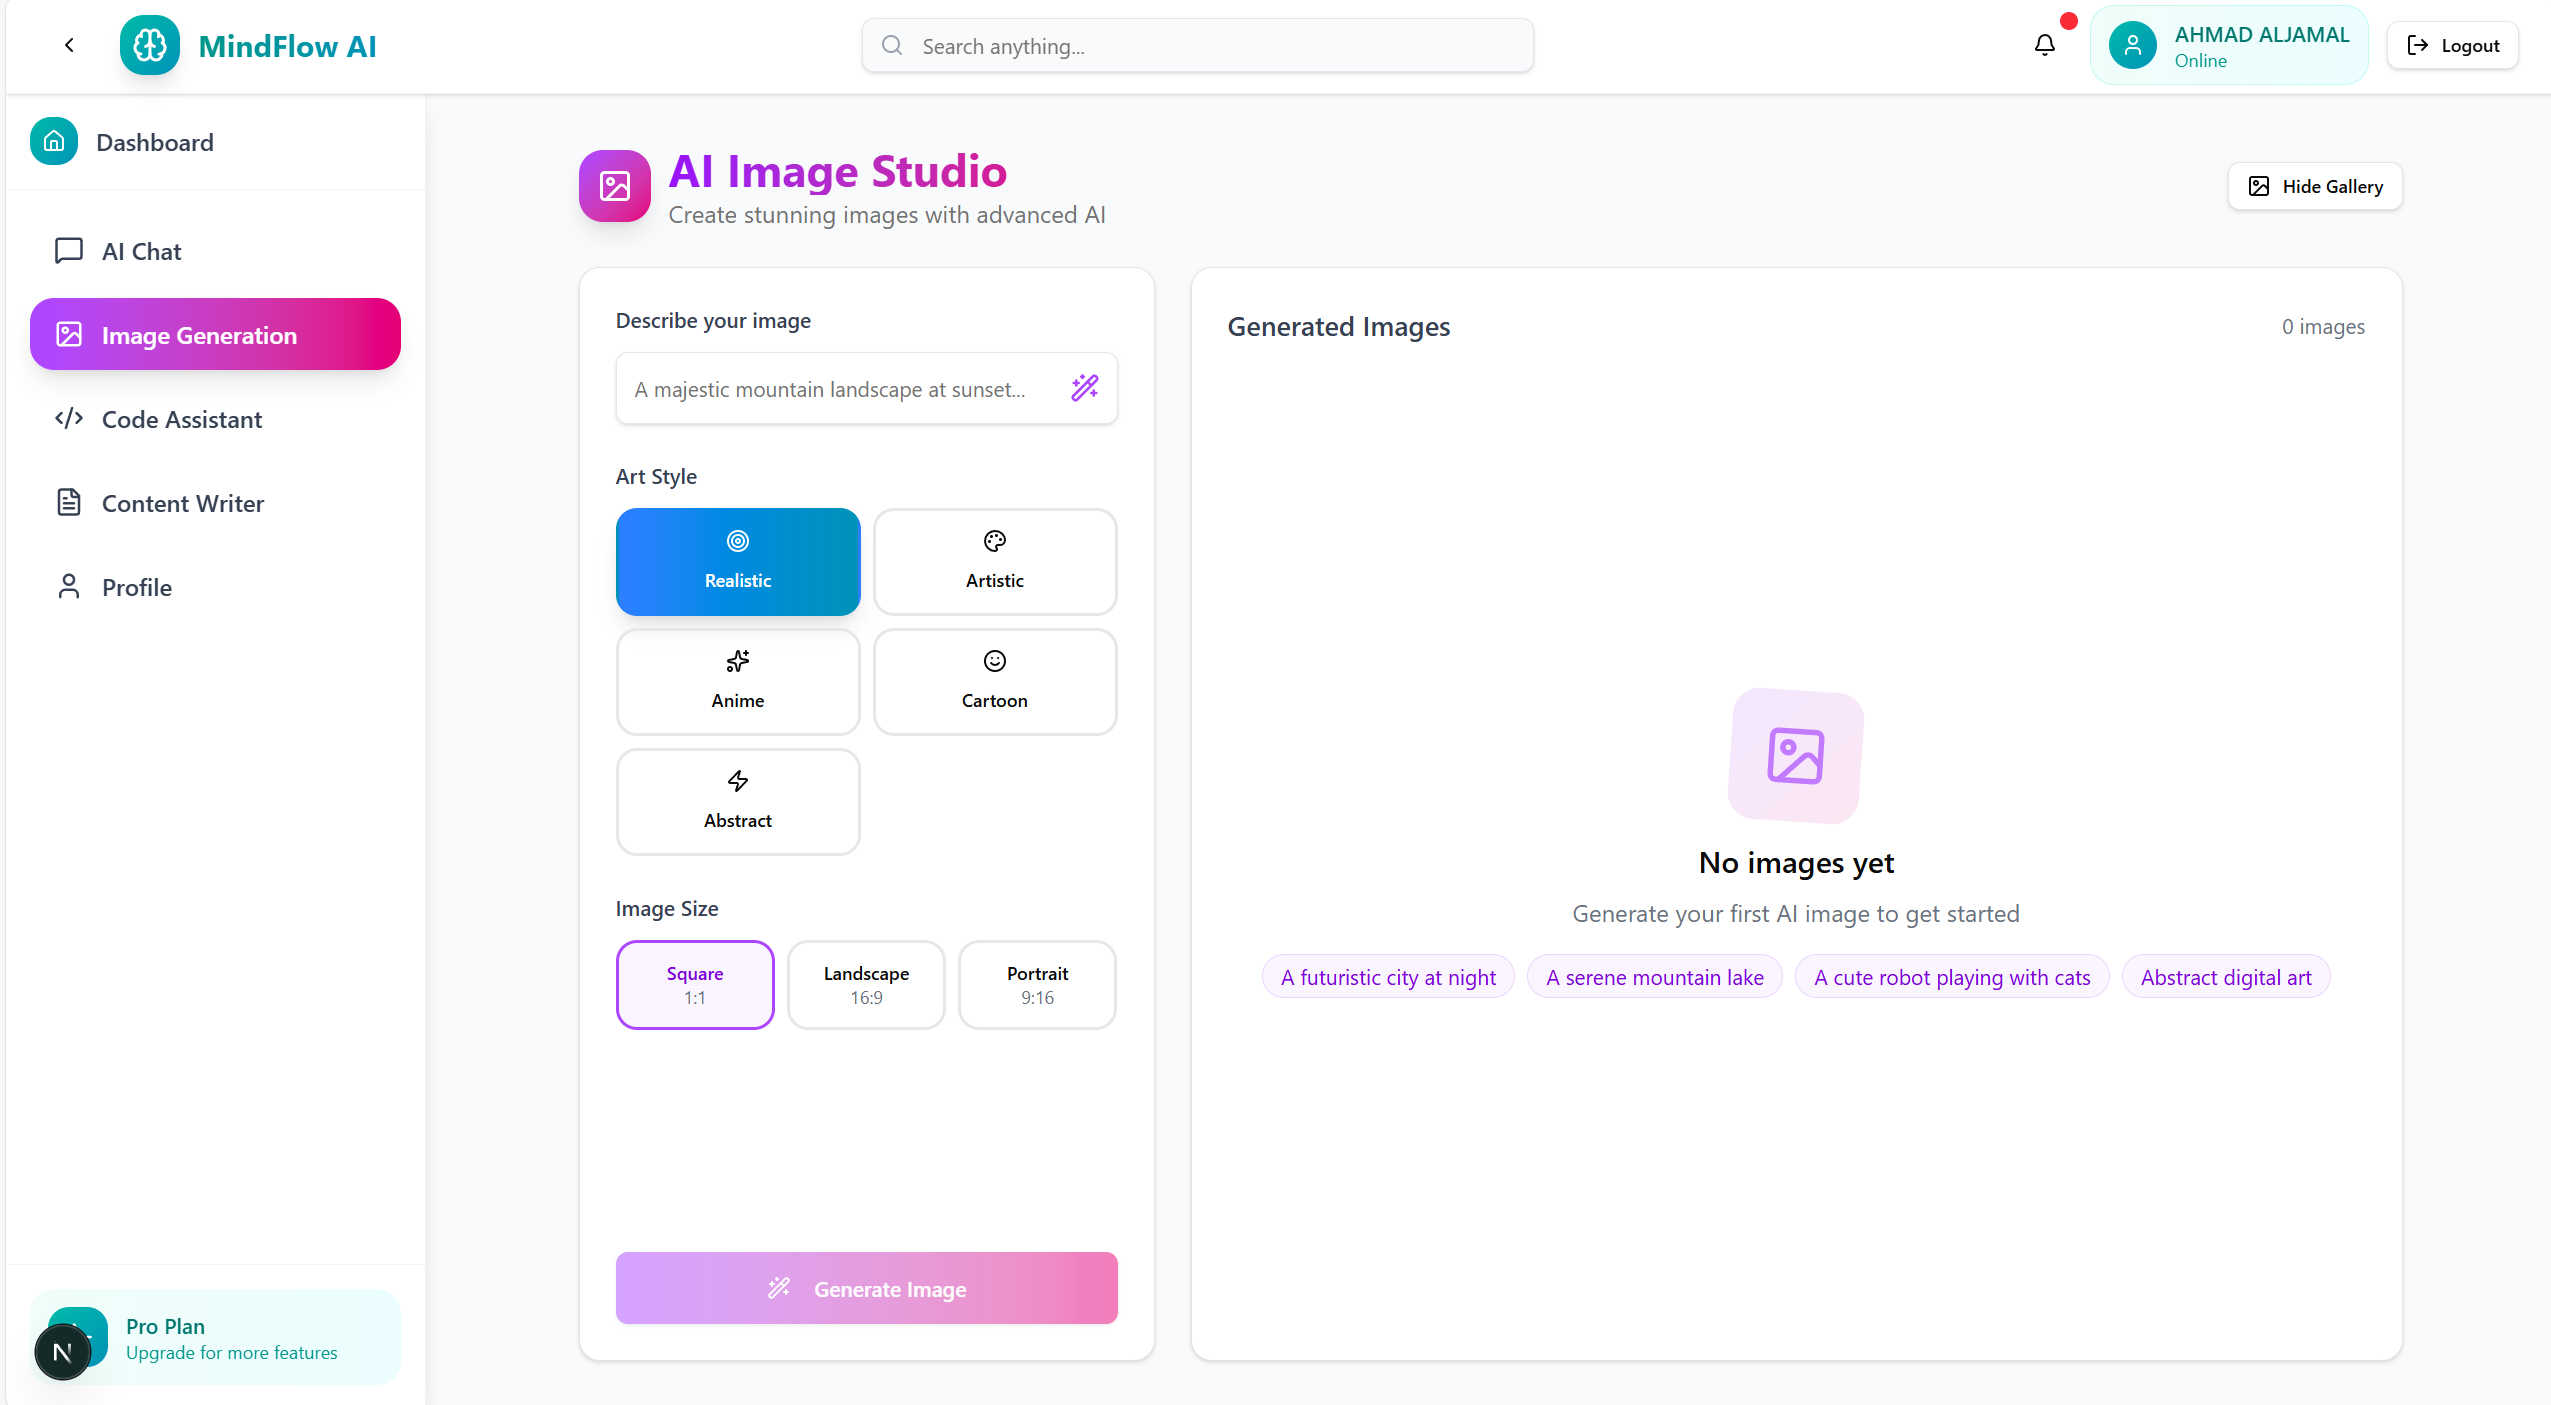 MindFlow AI
Search anything...
AHMAD ALJAMAL
Online
Logout
Dashboard
AI Chat
Image Generation
Code Assistant
Content Writer
Profile
Pro Plan
Upgrade for more features
N
AI Image Studio
Create stunning images with advanced AI
Hide Gallery
Describe your image
A majestic mountain landscape at sunset...
Art Style
Realistic
Artistic
Anime
Cartoon
Abstract
Image Size
Square
1:1
Landscape
16:9
Portrait
9:16
Generate Image
Generated Images
0 images
No images yet
Generate your first AI image to get started
A futuristic city at night
A serene mountain lake
A cute robot playing with cats
Abstract digital art